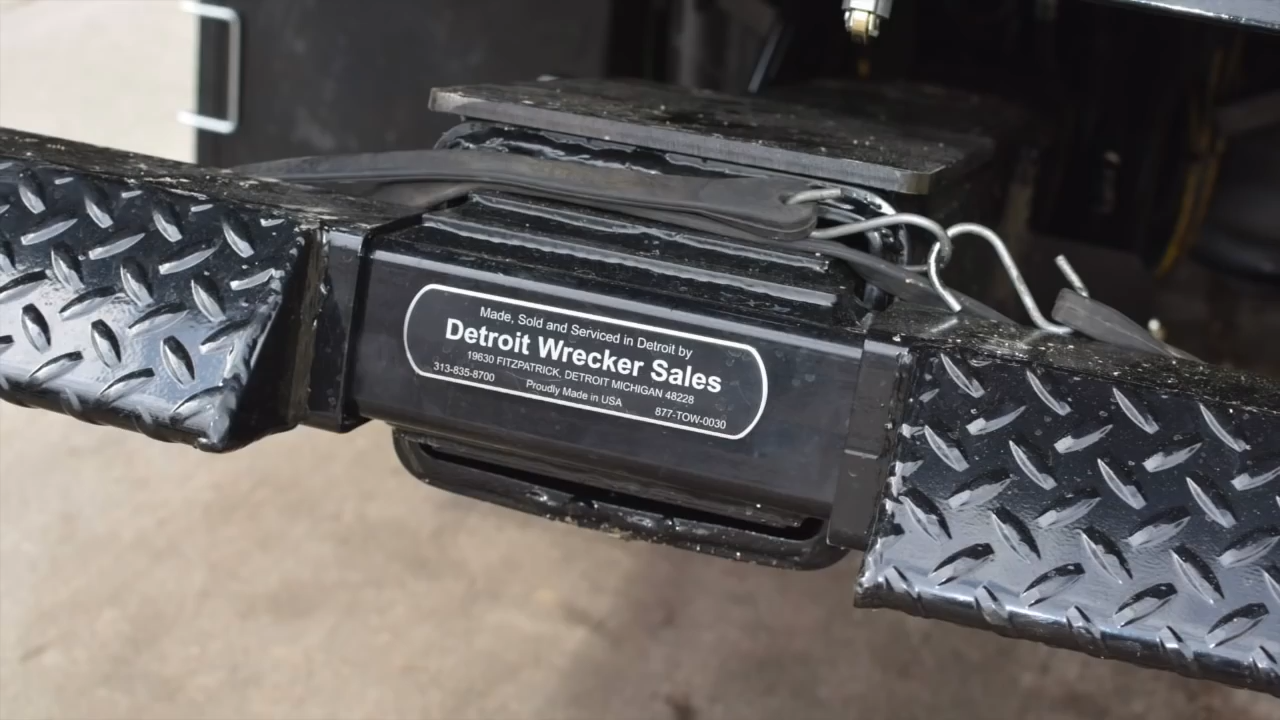 Made, Sold and Serviced in Detroit by
Detroit Wrecker Sales
19630 FITZPATRICK, DETROIT MICHIGAN 48228
313-835-8700 Proudly Made in USA 877-TOW-0030